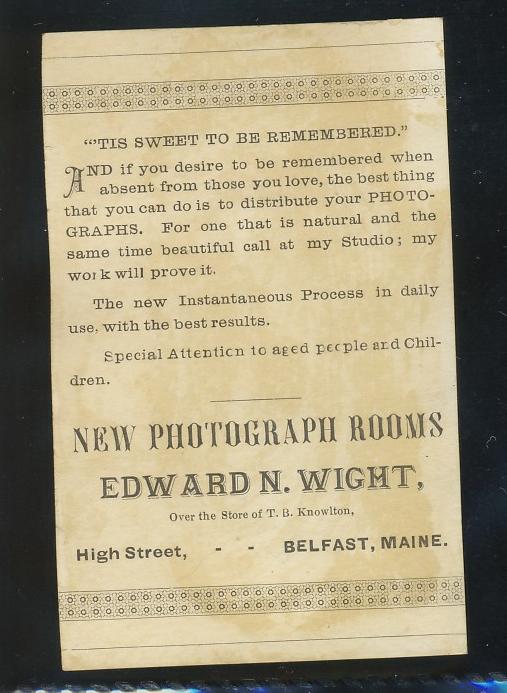 "'TIS SWEET TO BE REMEMBERED."
AND if you desire to be remembered when
absent from those you love, the best thing
that you can do is to distribute your PHOTO-
GRAPHS. For one that is natural and the
same time beautiful call at my Studio; my
work will prove it.
The new Instantaneous Process in daily
use, with the best results.
Special Attention to aged people and Chil-
dren.
NEW PHOTOGRAPH ROOMS
EDWARD N. WIGHT,
Over the Store of T. B. Knowlton,
High Street, - - BELFAST, MAINE.